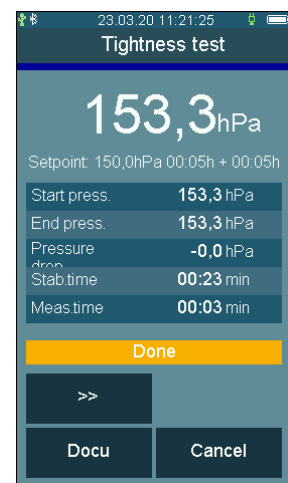 23.03.20 11:21:25
Tightness test
153,3hPa
Setpoint: 150,0hPa 00:05h + 00:05h
Start press. 153,3 hPa
End press. 153,3 hPa
Pressure drop -0,0 hPa
Stab.time 00:23 min
Meas.time 00:03 min
Done
>>
Docu Cancel